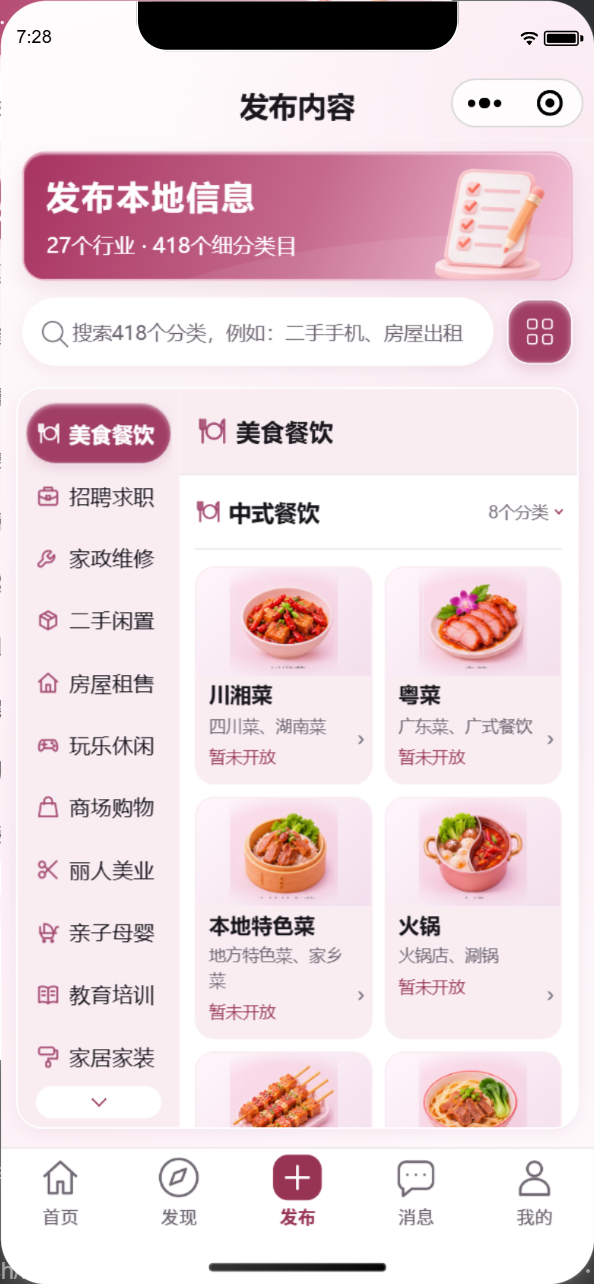 7:28
发布内容
发布本地信息
27个行业 · 418个细分类目
搜索418个分类，例如：二手手机、房屋出租
美食餐饮
招聘求职
家政维修
二手闲置
房屋租售
玩乐休闲
商场购物
丽人美业
亲子母婴
教育培训
家居家装
美食餐饮
中式餐饮
8个分类
川湘菜
四川菜、湖南菜
暂未开放
粤菜
广东菜、广式餐饮
暂未开放
本地特色菜
地方特色菜、家乡
菜
暂未开放
火锅
火锅店、涮锅
暂未开放
首页
发现
发布
消息
我的